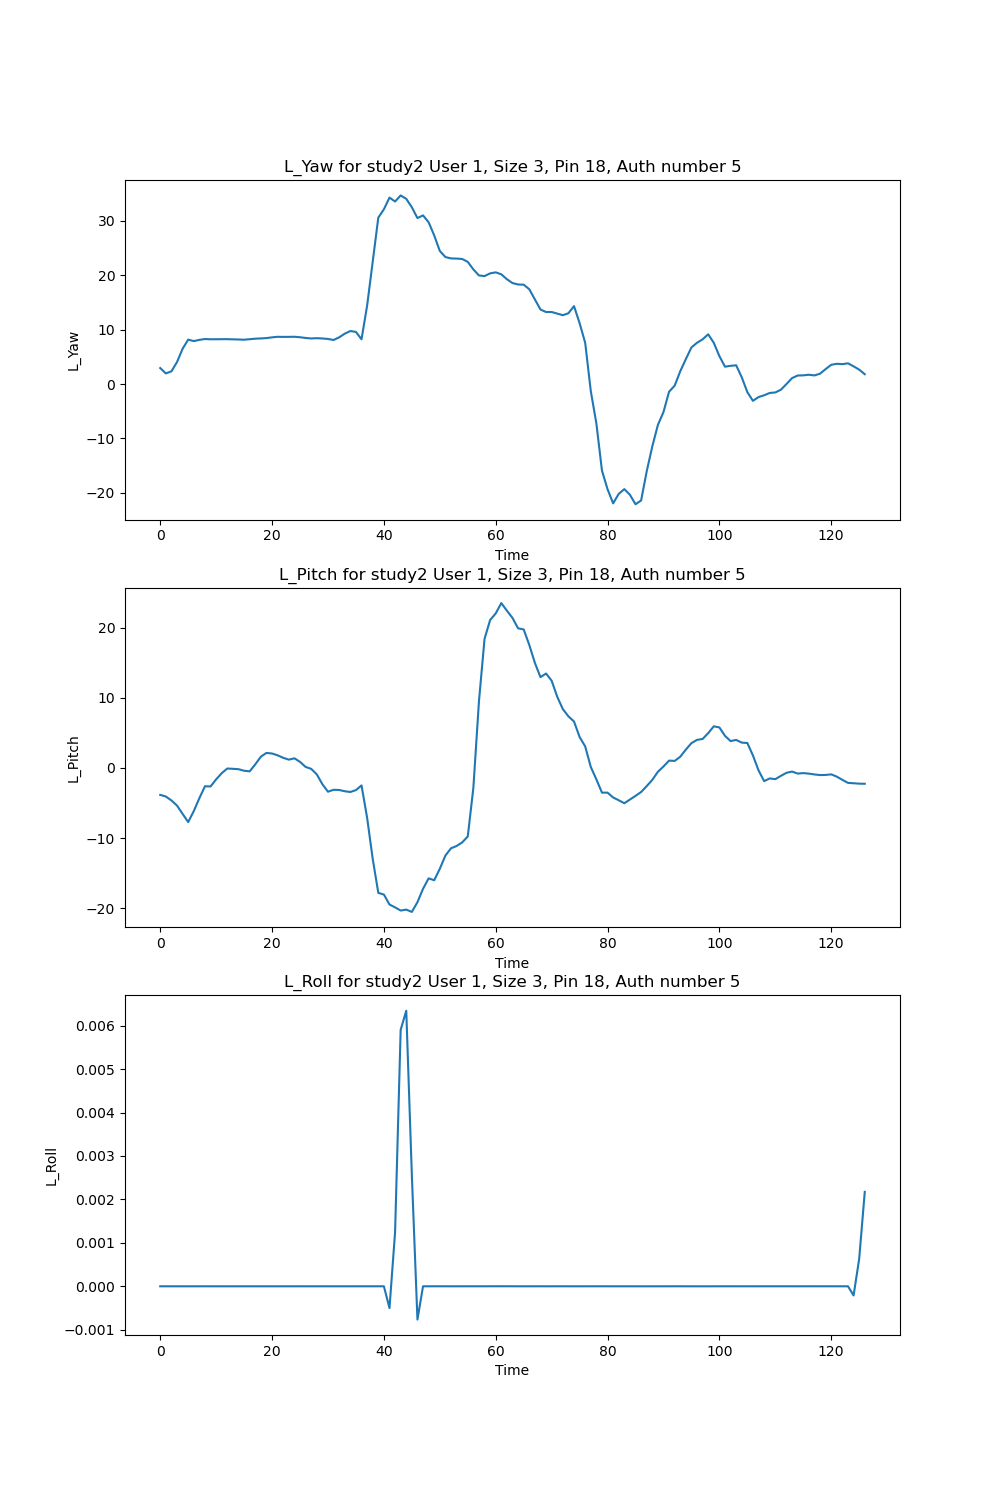 L_Yaw for study2 User 1, Size 3, Pin 18, Auth number 5
30
20
10
0
−10
−20
L_Yaw
0 20 40 60 80 100 120
Time
L_Pitch for study2 User 1, Size 3, Pin 18, Auth number 5
20
10
0
−10
−20
L_Pitch
0 20 40 60 80 100 120
Time
L_Roll for study2 User 1, Size 3, Pin 18, Auth number 5
0.006
0.005
0.004
0.003
0.002
0.001
0.000
−0.001
L_Roll
0 20 40 60 80 100 120
Time